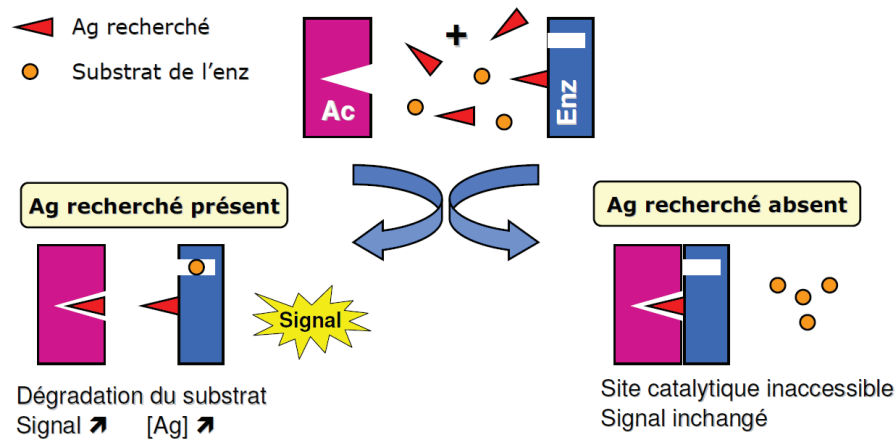 Ag recherché
Substrat de l'enz
+
Ac
Enz
Ag recherché présent
Ag recherché absent
Signal
Dégradation du substrat
Signal ↗ [Ag] ↗
Site catalytique inaccessible
Signal inchangé